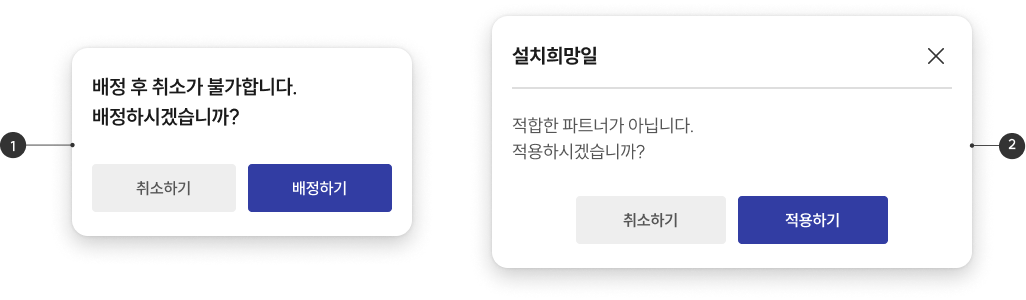 배정 후 취소가 불가합니다.
배정하시겠습니까?
취소하기
배정하기
1
설치희망일
적합한 파트너가 아닙니다.
적용하시겠습니까?
취소하기
적용하기
2